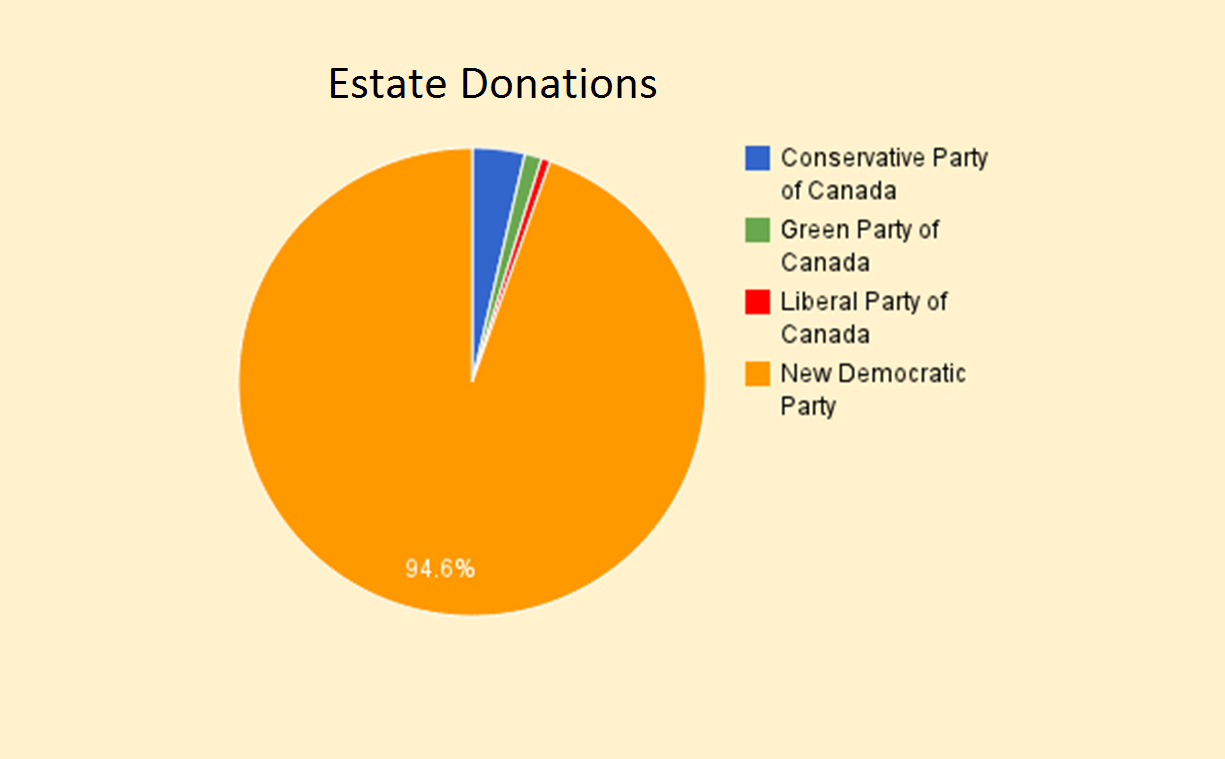 Estate Donations
Conservative Party
of Canada
Green Party of
Canada
Liberal Party of
Canada
New Democratic
Party
94.6%